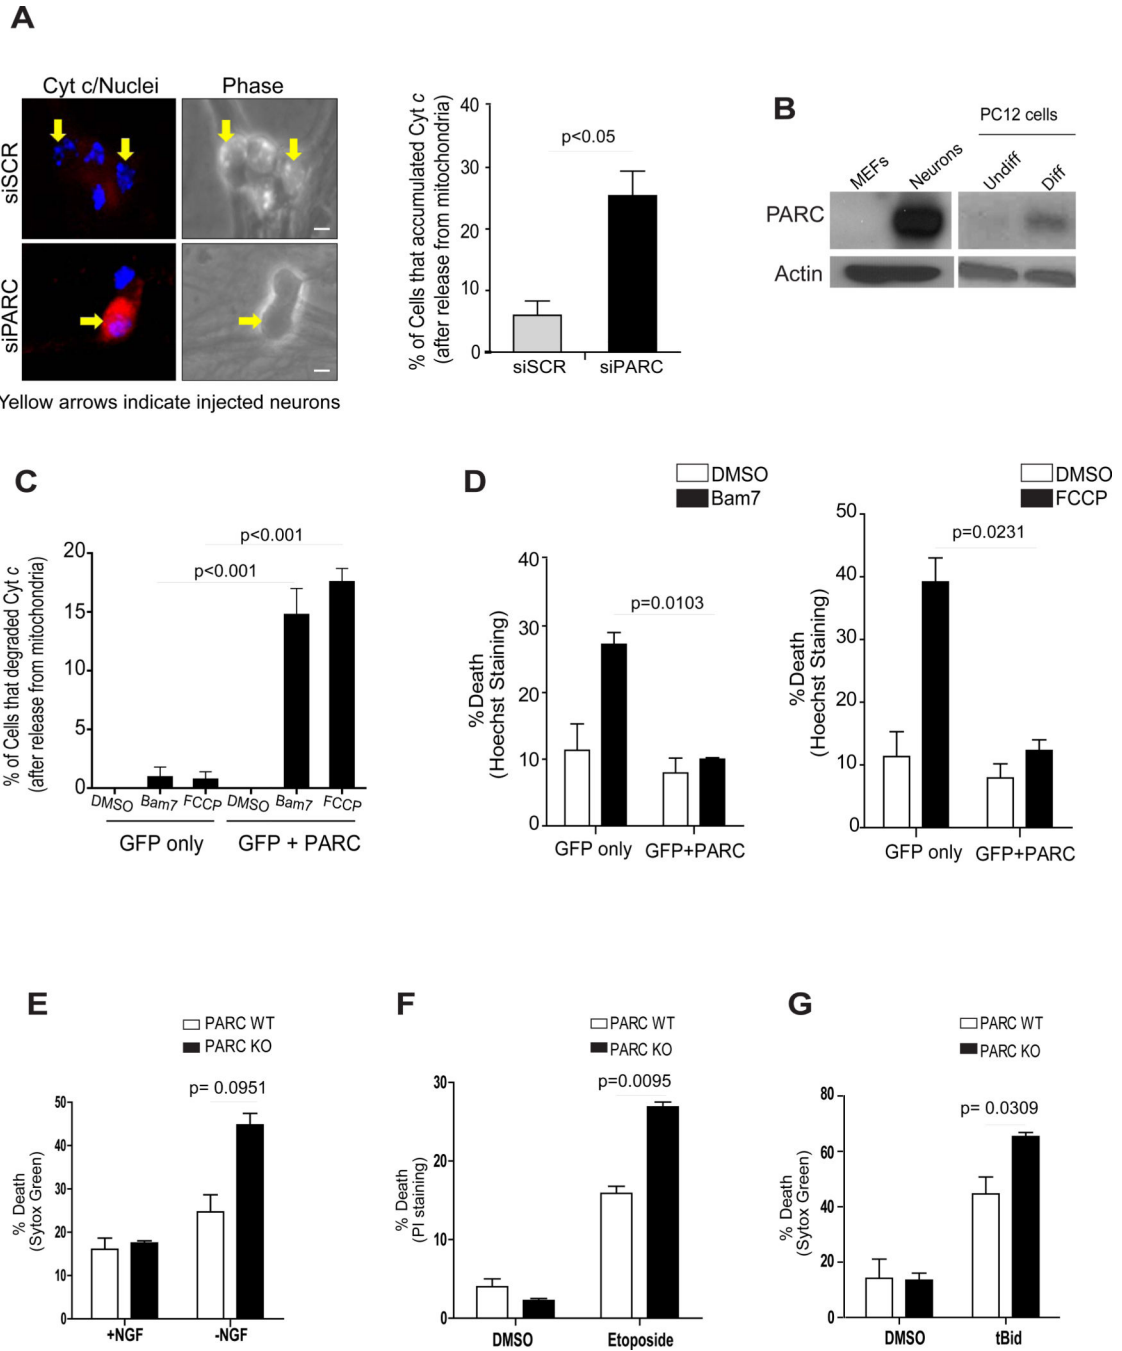 A
Cyt c/Nuclei
Phase
siSCR
siPARC
Yellow arrows indicate injected neurons
% of Cells that accumulated Cyt c
(after release from mitochondria)
40
30
20
10
0
p<0.05
siSCR
siPARC
B
PC12 cells
MEFs
Neurons
Undiff
Diff
PARC
Actin
C
% of Cells that degraded Cyt c
(after release from mitochondria)
20
15
10
5
0
p<0.001
p<0.001
DMSO
Bam7
FCCP
DMSO
Bam7
FCCP
GFP only
GFP + PARC
D
DMSO
Bam7
%Death
(Hoechst Staining)
40
30
20
10
0
p=0.0103
GFP only
GFP+PARC
DMSO
FCCP
%Death
(Hoechst Staining)
50
40
30
20
10
0
p=0.0231
GFP only
GFP+PARC
E
PARC WT
PARC KO
% Death
(Sytox Green)
50
40
30
20
10
0
p= 0.0951
+NGF
-NGF
F
PARC WT
PARC KO
% Death
(PI staining)
30
20
10
0
p=0.0095
DMSO
Etoposide
G
PARC WT
PARC KO
% Death
(Sytox Green)
80
60
40
20
0
p= 0.0309
DMSO
tBid